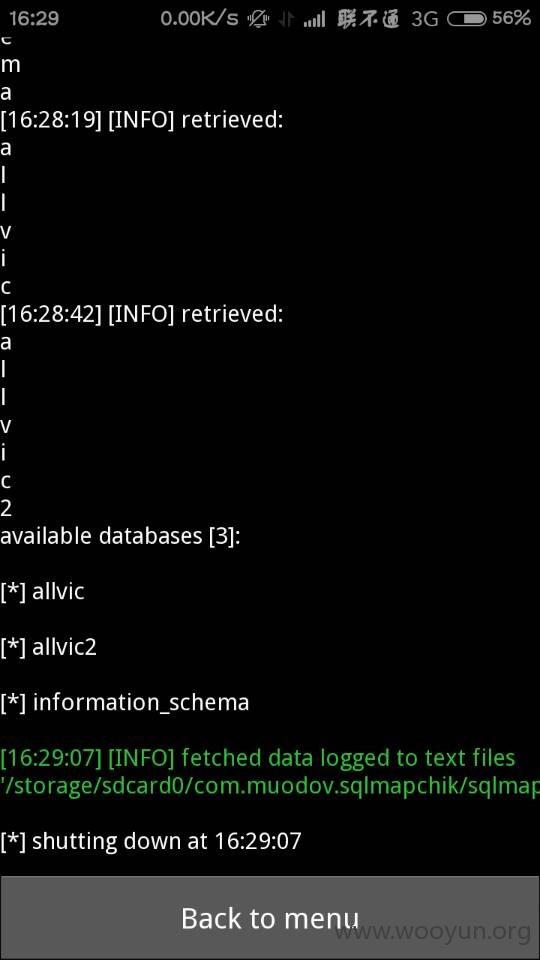 16:29 0.00K/s 联不通 3G 56%
e
m
a
[16:28:19] [INFO] retrieved:
a
l
l
v
i
c
[16:28:42] [INFO] retrieved:
a
l
l
v
i
c
2
available databases [3]:
[*] allvic
[*] allvic2
[*] information_schema
[16:29:07] [INFO] fetched data logged to text files
'/storage/sdcard0/com.muodov.sqlmapchik/sqlmap
[*] shutting down at 16:29:07
Back to menu
www.wooyun.org